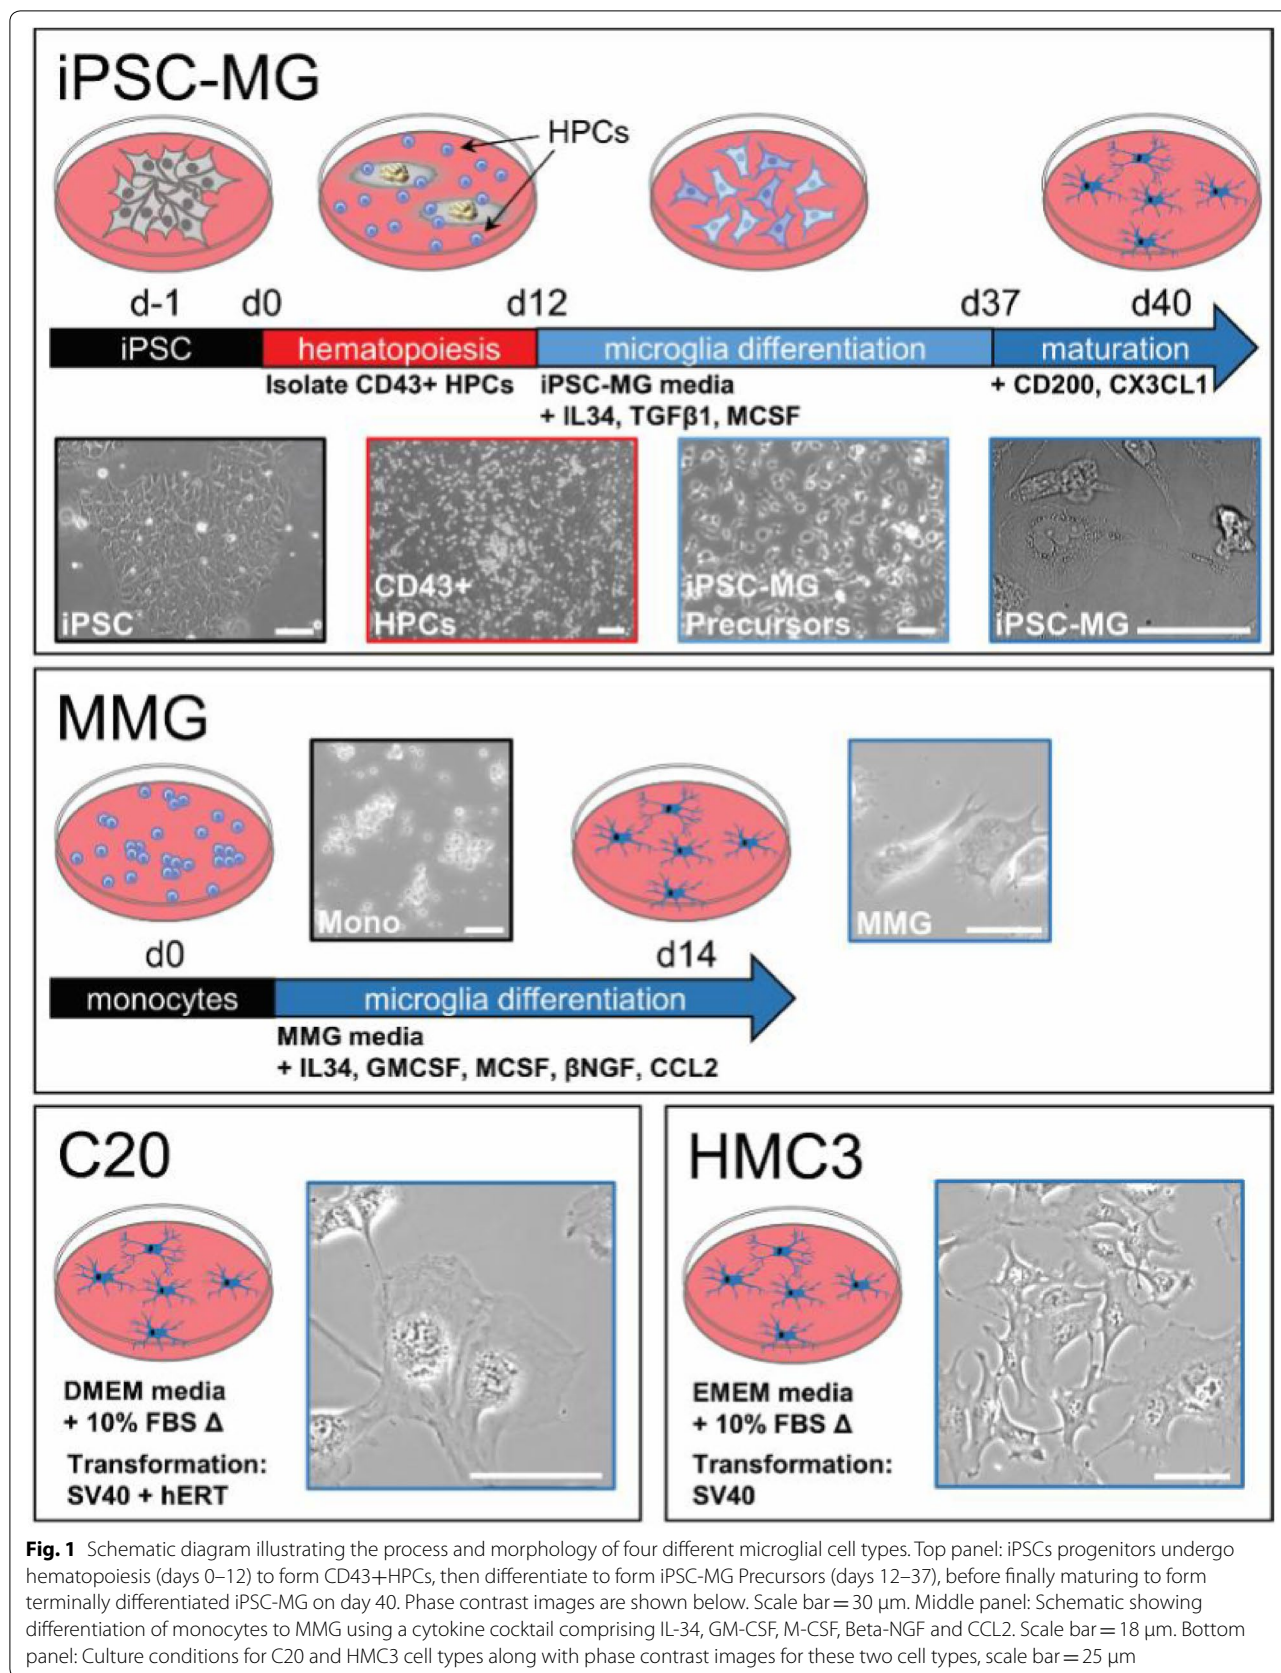 iPSC-MG
HPCs
d-1 d0 d12 d37 d40
iPSC hematopoiesis microglia differentiation maturation
Isolate CD43+ HPCs
iPSC-MG media
+ IL34, TGFβ1, MCSF
+ CD200, CX3CL1
iPSC
CD43+
HPCs
iPSC-MG
Precursors
iPSC-MG
MMG
Mono
MMG
d0 d14
monocytes microglia differentiation
MMG media
+ IL34, GMCSF, MCSF, βNGF, CCL2
C20
DMEM media
+ 10% FBS Δ
Transformation:
SV40 + hERT
HMC3
EMEM media
+ 10% FBS Δ
Transformation:
SV40
Fig. 1 Schematic diagram illustrating the process and morphology of four different microglial cell types. Top panel: iPSCs progenitors undergo
hematopoiesis (days 0–12) to form CD43+HPCs, then differentiate to form iPSC-MG Precursors (days 12–37), before finally maturing to form
terminally differentiated iPSC-MG on day 40. Phase contrast images are shown below. Scale bar = 30 μm. Middle panel: Schematic showing
differentiation of monocytes to MMG using a cytokine cocktail comprising IL-34, GM-CSF, M-CSF, Beta-NGF and CCL2. Scale bar = 18 μm. Bottom
panel: Culture conditions for C20 and HMC3 cell types along with phase contrast images for these two cell types, scale bar = 25 μm